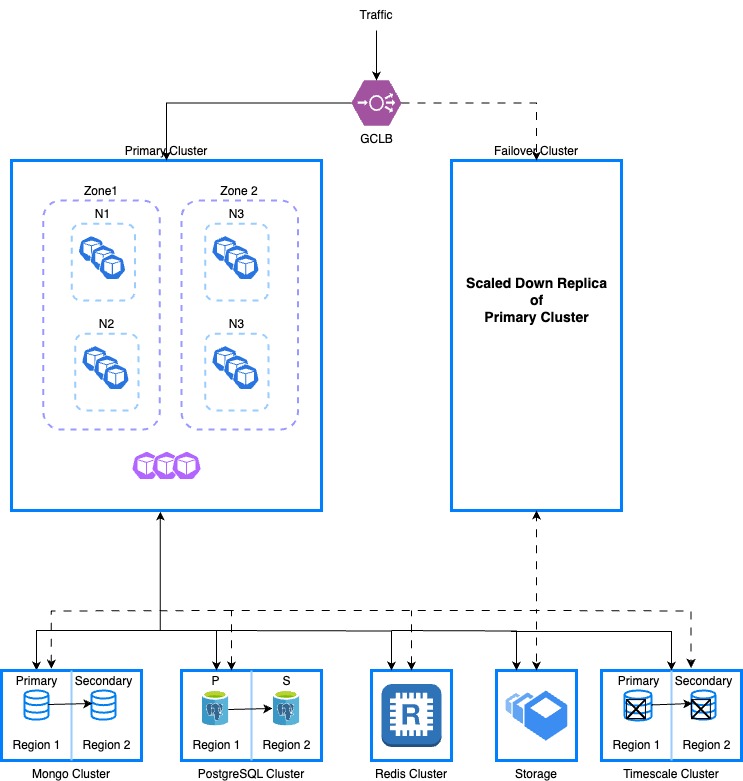 Traffic
GCLB
Primary Cluster
Failover Cluster
Zone1
Zone 2
N1
N3
N2
N3
Scaled Down Replica
of
Primary Cluster
Primary
Secondary
Region 1
Region 2
Mongo Cluster
P
S
Region 1
Region 2
PostgreSQL Cluster
R
Redis Cluster
Storage
Primary
Secondary
Region 1
Region 2
Timescale Cluster